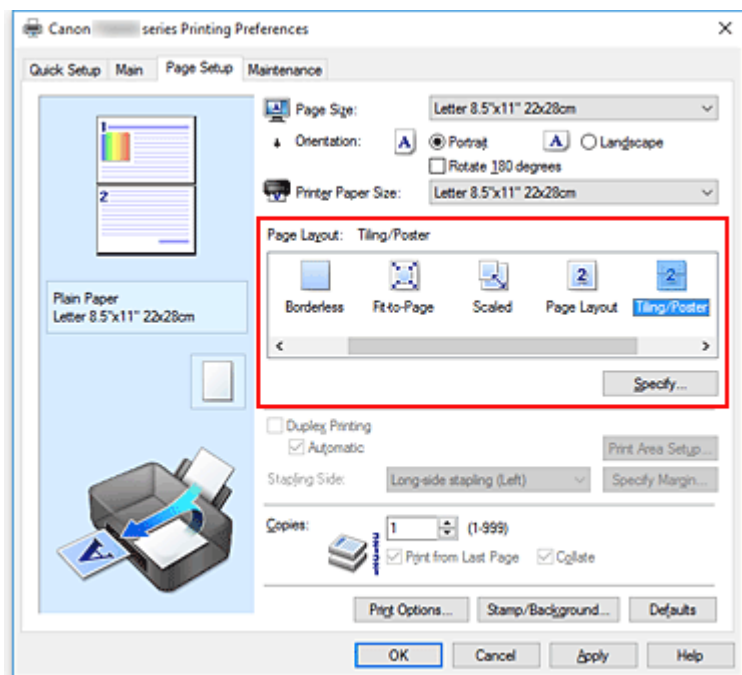 Canon series Printing Preferences
Quick Setup Main Page Setup Maintenance
1
2
Plain Paper
Letter 8.5"x11" 22x28cm
Page Size: Letter 8.5"x11" 22x28cm
Orientation: A Portrait A Landscape
Rotate 180 degrees
Printer Paper Size: Letter 8.5"x11" 22x28cm
Page Layout: Tiling/Poster
2 2
Borderless Fit-to-Page Scaled Page Layout Tiling/Poster
Specify...
Duplex Printing
Automatic Print Area Setup...
Stapling Side: Long-side stapling (Left) Specify Margin...
Copies: 1 (1-999)
Print from Last Page Collate
A
Print Options... Stamp/Background... Defaults
OK Cancel Apply Help